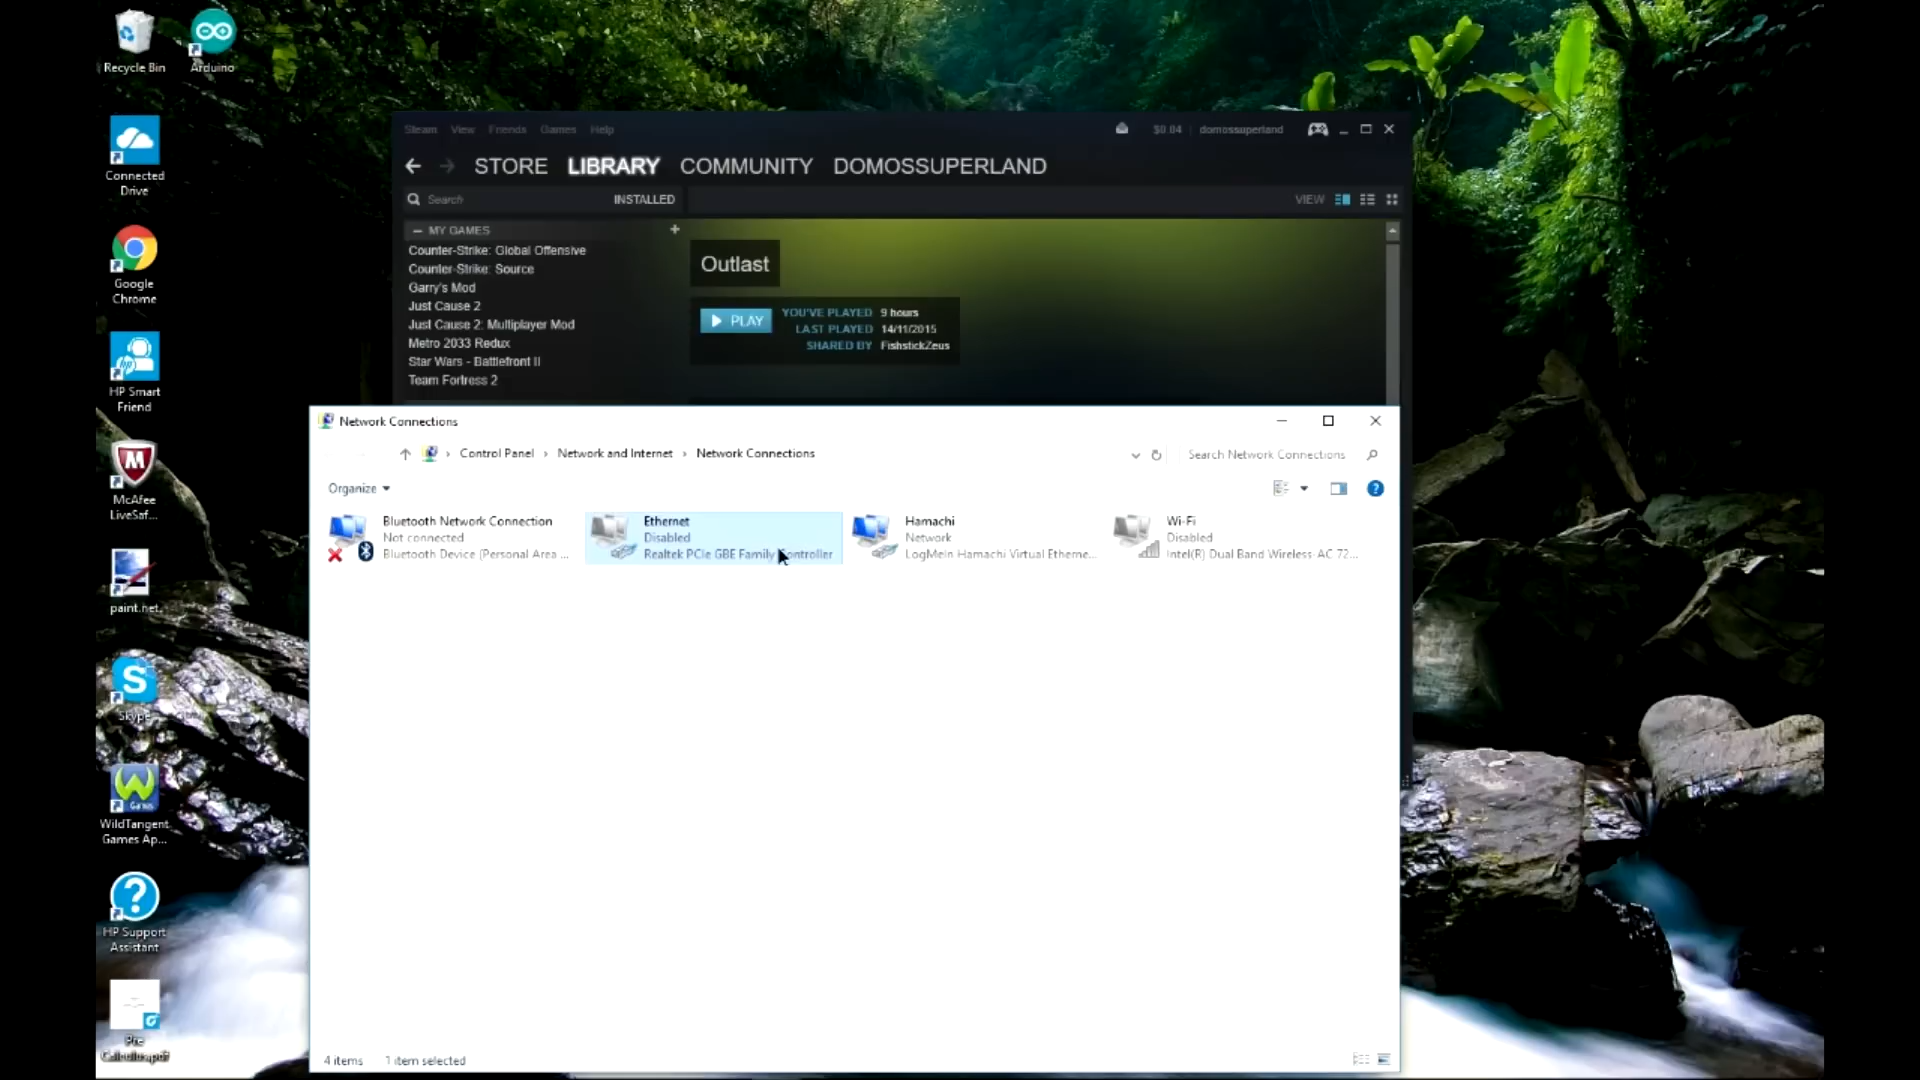 Recycle Bin
Arduino
Connected
Drive
Google
Chrome
HP Smart
Friend
McAfee
LiveSaf...
paint.net
Skype
WildTangent
Games Ap...
HP Support
Assistant
Pre
Calculus.pdf
Steam View Friends Games Help
$0.04 domossuperland
STORE LIBRARY COMMUNITY DOMOSSUPERLAND
Search INSTALLED
VIEW
— MY GAMES +
Counter-Strike: Global Offensive
Counter-Strike: Source
Garry's Mod
Just Cause 2
Just Cause 2: Multiplayer Mod
Metro 2033 Redux
Star Wars - Battlefront II
Team Fortress 2
Outlast
PLAY
YOU'VE PLAYED 9 hours
LAST PLAYED 14/11/2015
SHARED BY FishstickZeus
Network Connections
Control Panel › Network and Internet › Network Connections
Search Network Connections
Organize
Bluetooth Network Connection
Not connected
Bluetooth Device (Personal Area ...
Ethernet
Disabled
Realtek PCIe GBE Family Controller
Hamachi
Network
LogMeIn Hamachi Virtual Etherne...
Wi-Fi
Disabled
Intel(R) Dual Band Wireless-AC 72...
4 items 1 item selected